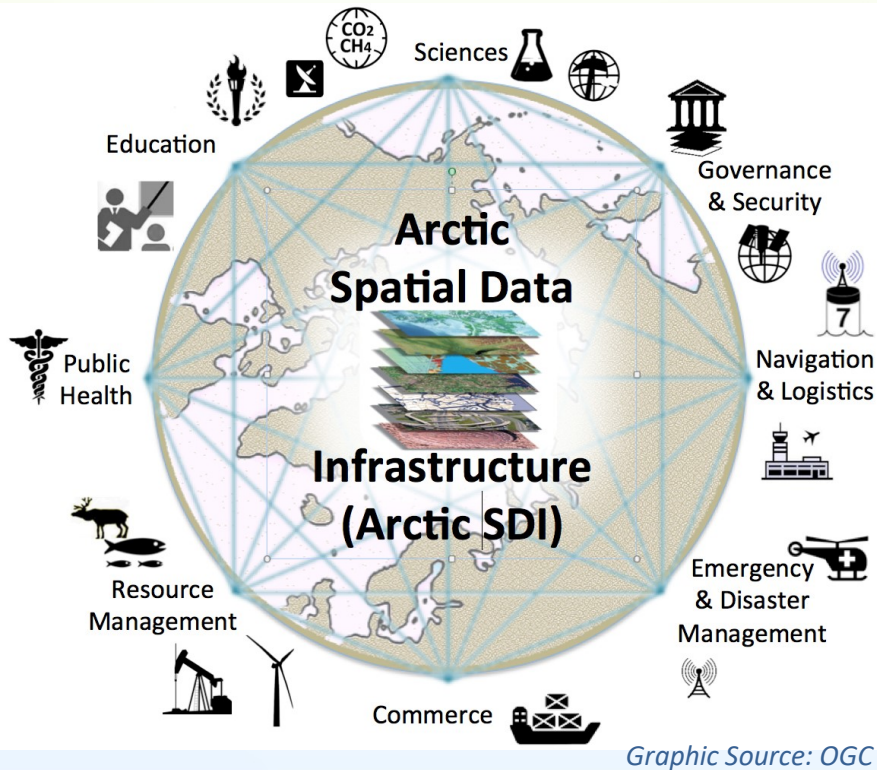 CO2
CH4
Sciences
Education
Governance
& Security
Arctic
Spatial Data
7
Public
Health
Navigation
& Logistics
Infrastructure
(Arctic SDI)
Resource
Management
Emergency
& Disaster
Management
Commerce
Graphic Source: OGC